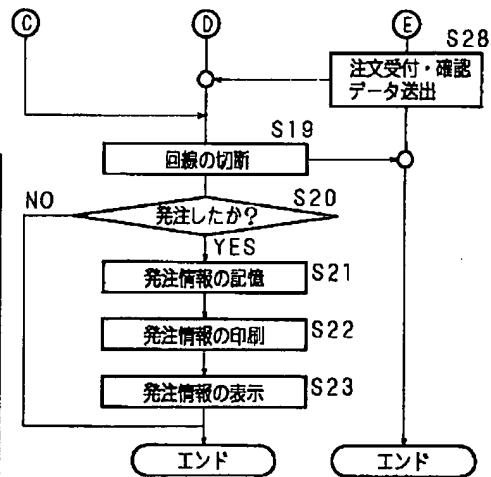 C
D
E
S28
注文受付・確認
データ送出
S19
回線の切断
NO
発注したか?
S20
YES
発注情報の記憶
S21
発注情報の印刷
S22
発注情報の表示
S23
エンド
エンド